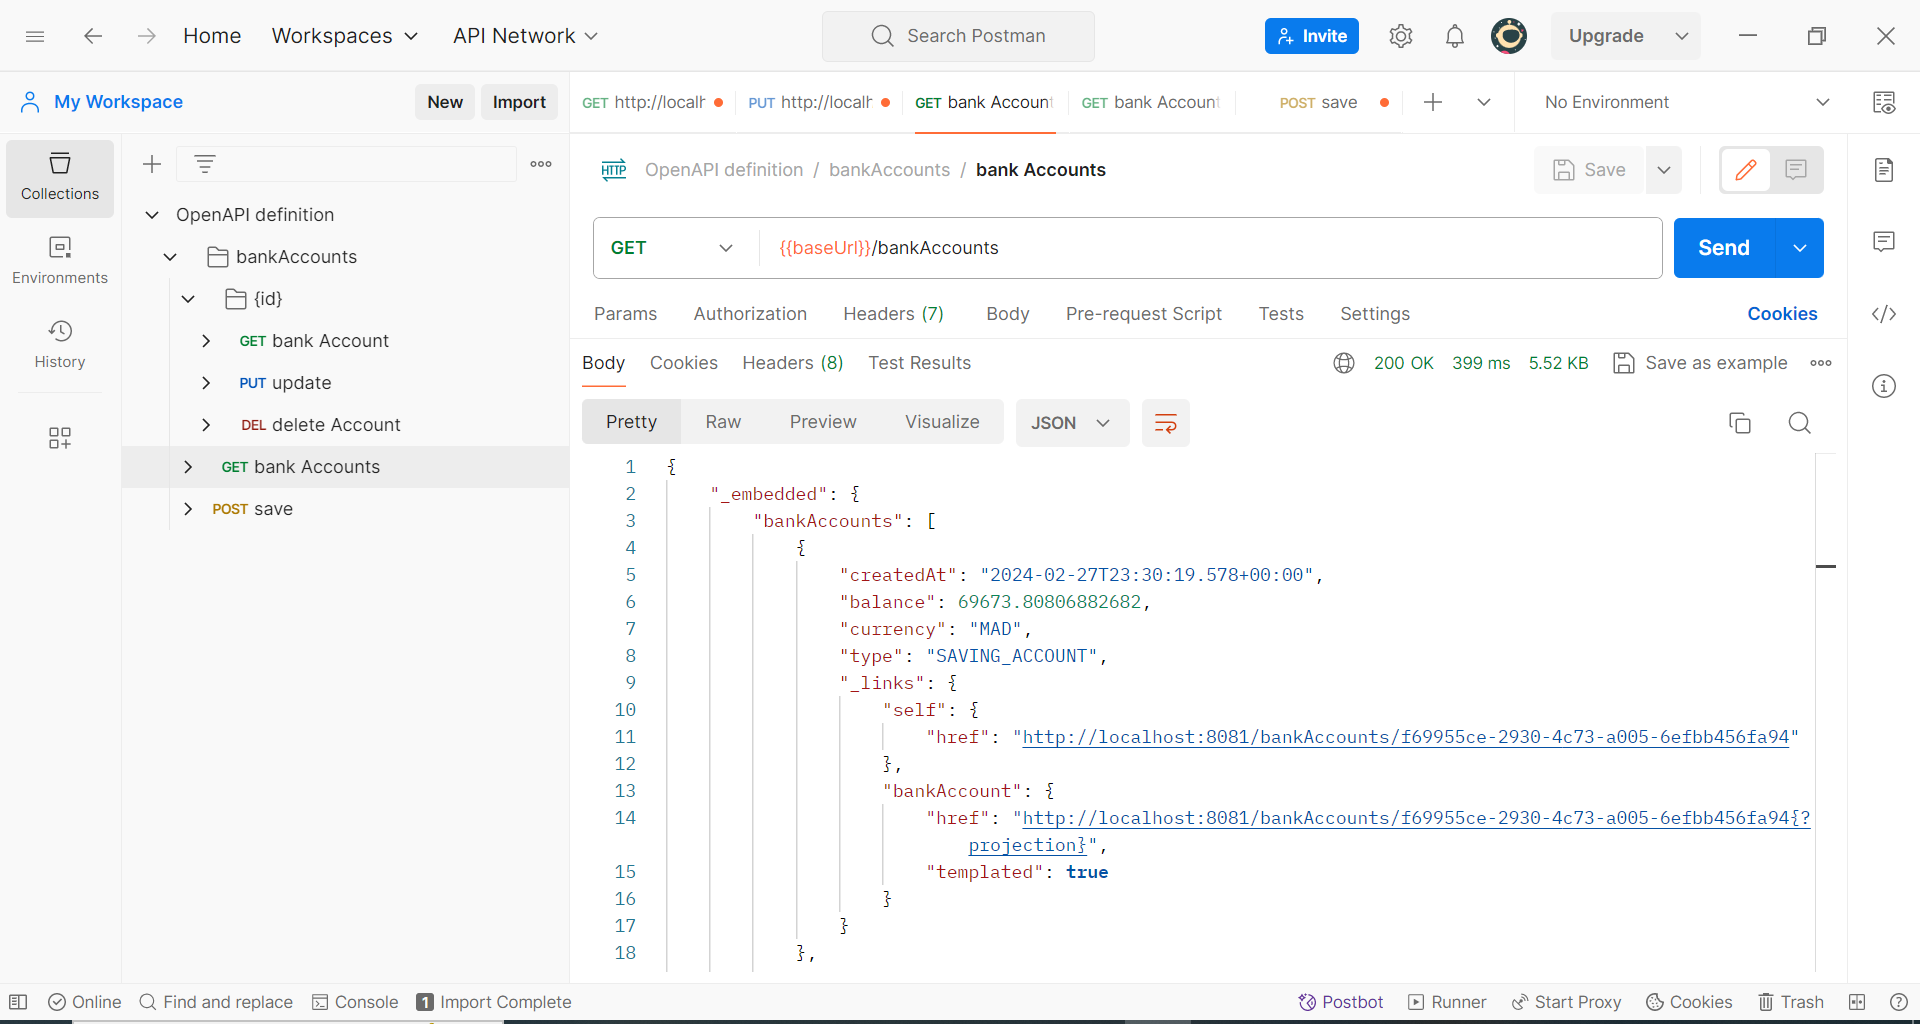 Home Workspaces API Network Search Postman Invite Upgrade
My Workspace New Import GET http://localh PUT http://localh GET bank Account GET bank Account POST save No Environment
Collections
Environments
History
OpenAPI definition
bankAccounts
{id}
GET bank Account
PUT update
DEL delete Account
GET bank Accounts
POST save
HTTP OpenAPI definition / bankAccounts / bank Accounts Save
GET {{baseUrl}}/bankAccounts Send
Params Authorization Headers (7) Body Pre-request Script Tests Settings Cookies
Body Cookies Headers (8) Test Results 200 OK 399 ms 5.52 KB Save as example
Pretty Raw Preview Visualize JSON
1 {
2 "_embedded": {
3 "bankAccounts": [
4 {
5 "createdAt": "2024-02-27T23:30:19.578+00:00",
6 "balance": 69673.80806882682,
7 "currency": "MAD",
8 "type": "SAVING_ACCOUNT",
9 "_links": {
10 "self": {
11 "href": "http://localhost:8081/bankAccounts/f69955ce-2930-4c73-a005-6efbb456fa94"
12 },
13 "bankAccount": {
14 "href": "http://localhost:8081/bankAccounts/f69955ce-2930-4c73-a005-6efbb456fa94{?
projection}",
15 "templated": true
16 }
17 }
18 },
Online Find and replace Console 1 Import Complete Postbot Runner Start Proxy Cookies Trash